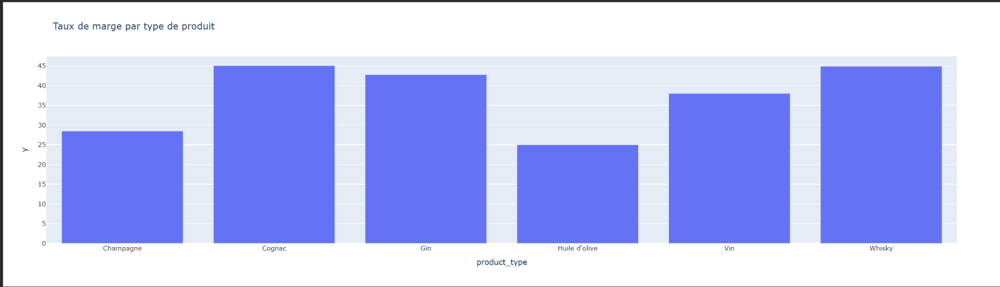 Taux de marge par type de produit
45
40
35
30
25
20
15
10
5
0
y
Champagne Cognac Gin Huile d'olive Vin Whisky
product_type